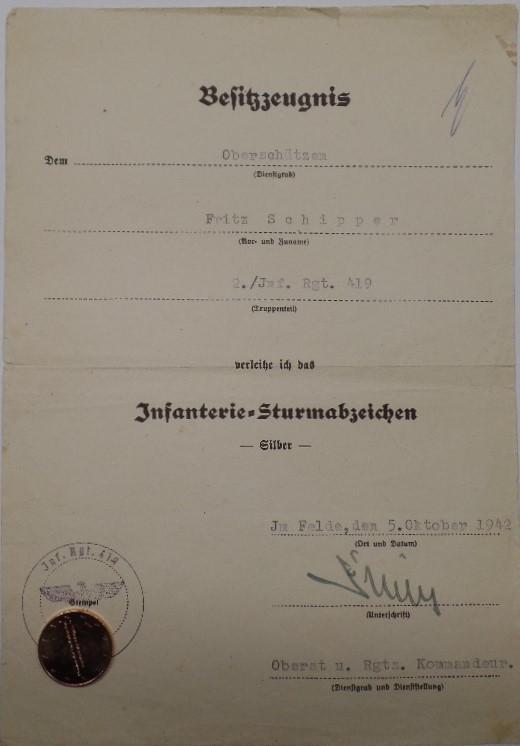 Besitzzeugnis
Dem Oberschützen
(Dienstgrad)
Fritz Schipper
(Vor- und Zuname)
2./Inf. Rgt. 419
(Truppenteil)
verleihe ich das
Infanterie=Sturmabzeichen
— Silber —
Im Felde, den 5.Oktober 1942
(Ort und Datum)
Inf. Rgt. 419
Stempel
(Unterschrift)
Oberst u. Rgts. Kommandeur.
(Dienstgrad und Dienststellung)